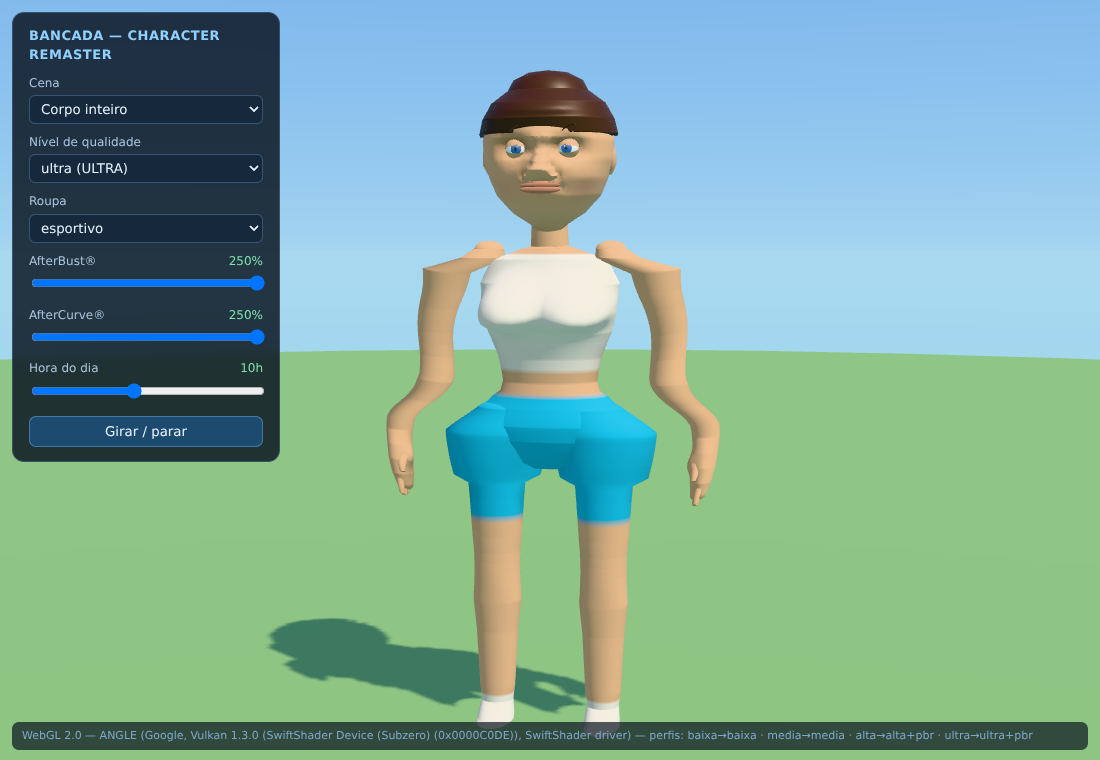 BANCADA — CHARACTER
REMASTER
Cena
Corpo inteiro
Nível de qualidade
ultra (ULTRA)
Roupa
esportivo
AfterBust® 250%
AfterCurve® 250%
Hora do dia 10h
Girar / parar
WebGL 2.0 — ANGLE (Google, Vulkan 1.3.0 (SwiftShader Device (Subzero) (0x0000C0DE)), SwiftShader driver) — perfis: baixa→baixa · media→media · alta→alta+pbr · ultra→ultra+pbr